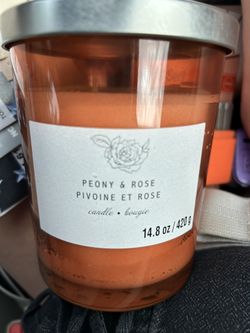 PEONY & ROSE
PIVOINE ET ROSE
candle • bougie
14.8 oz / 420 g